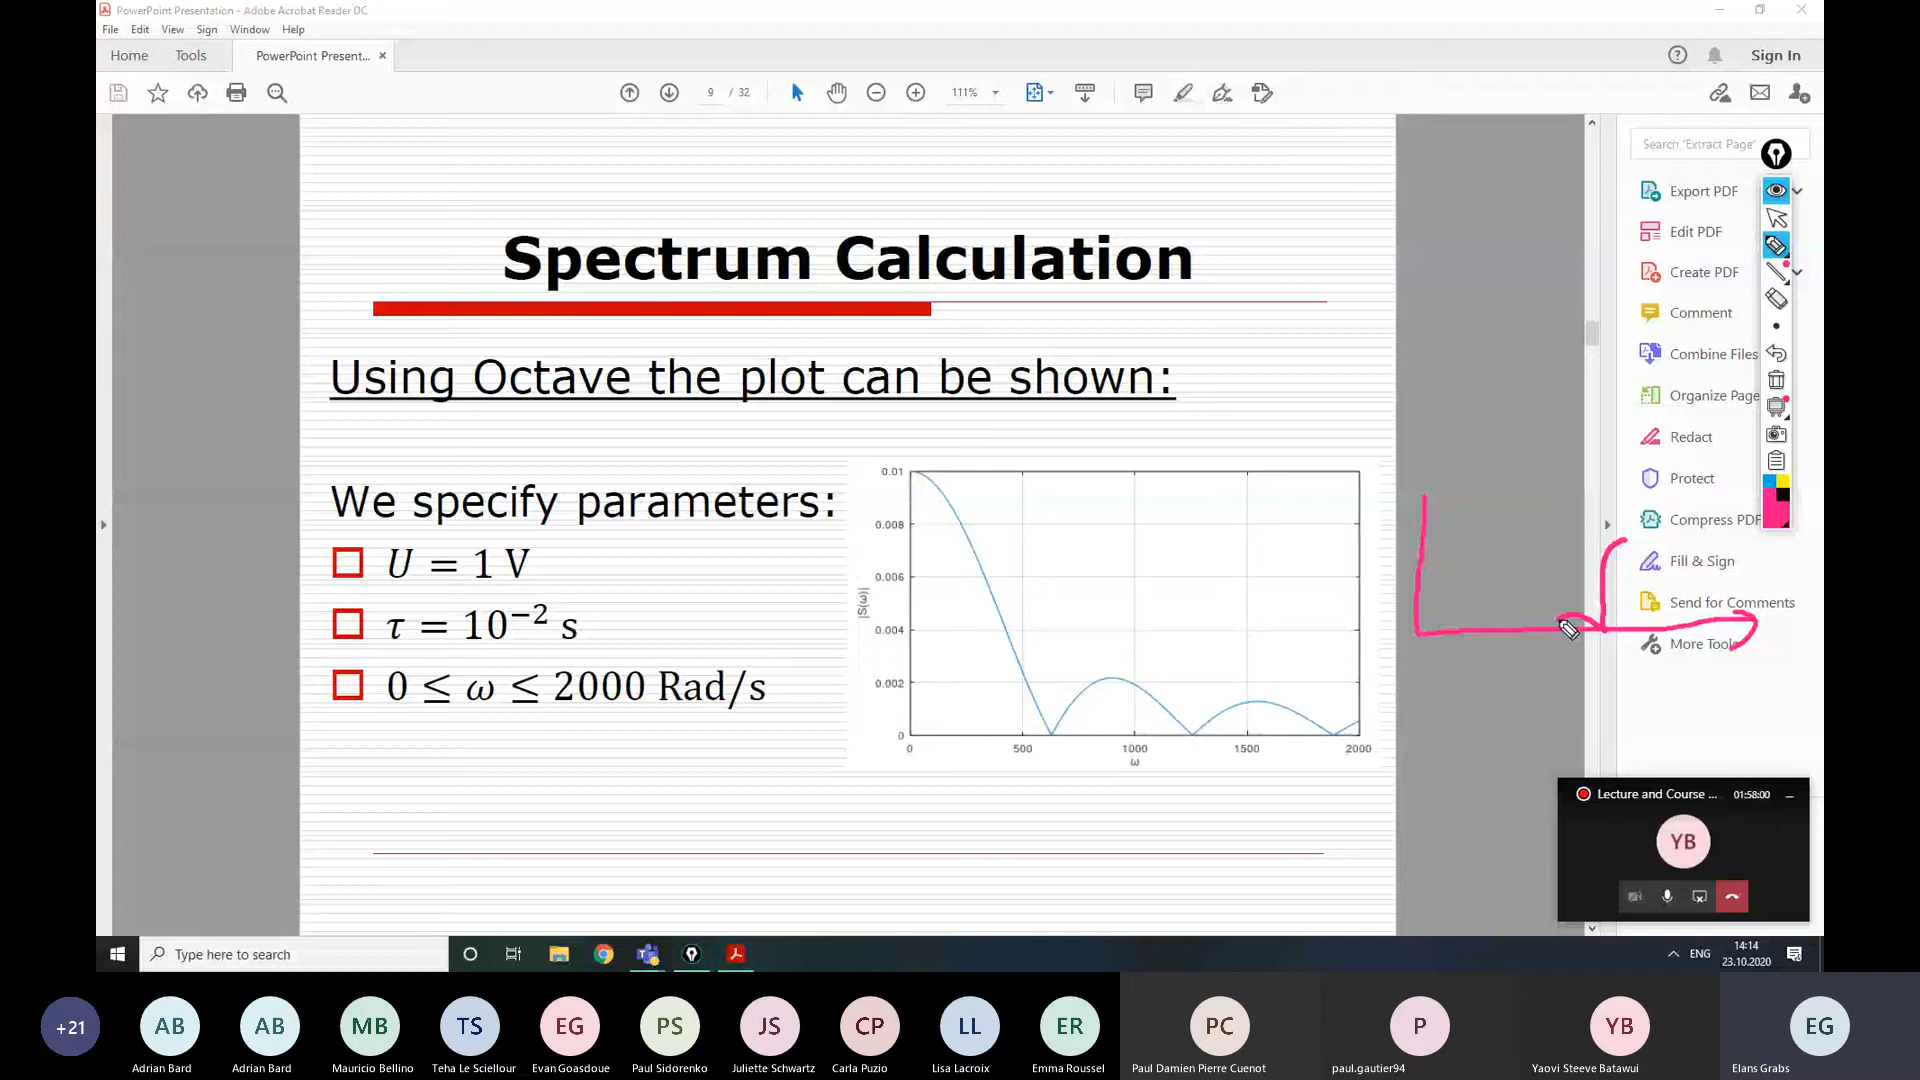 PowerPoint Presentation - Adobe Acrobat Reader DC
File Edit View Sign Window Help
Home Tools PowerPoint Present... × Sign In
9 / 32 111%
Search 'Extract Page'
Export PDF
Edit PDF
Create PDF
Comment
Combine Files
Organize Page
Redact
Protect
Compress PDF
Fill & Sign
Send for Comments
More Tools
Spectrum Calculation
Using Octave the plot can be shown:
We specify parameters:
U = 1 V
τ = 10⁻² s
0 ≤ ω ≤ 2000 Rad/s
0.01
0.008
0.006
0.004
0.002
0
|S(ω)|
0 500 1000 1500 2000
ω
Lecture and Course ... 01:58:00
YB
Type here to search
ENG
14:14
23.10.2020
+21 AB AB MB TS EG PS JS CP LL ER PC P YB EG
Adrian Bard Adrian Bard Mauricio Bellino Teha Le Sciellour Evan Goasdoue Paul Sidorenko Juliette Schwartz Carla Puzio Lisa Lacroix Emma Roussel Paul Damien Pierre Cuenot paul.gautier94 Yaovi Steeve Batawui Elans Grabs